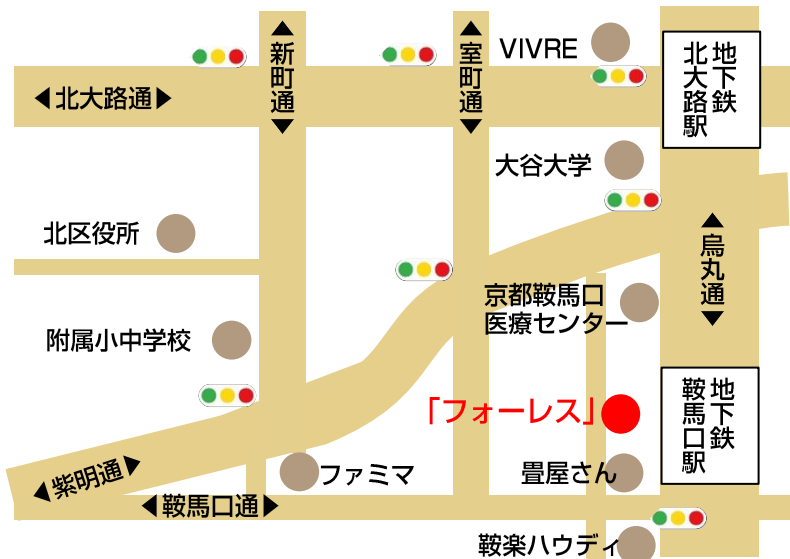 新町通
室町通
VIVRE
地下鉄
北大路駅
北大路通
大谷大学
北区役所
烏丸通
京都鞍馬口
医療センター
附属小中学校
「フォーレス」
地下鉄
鞍馬口駅
紫明通
ファミマ
畳屋さん
鞍馬口通
鞍楽ハウディ